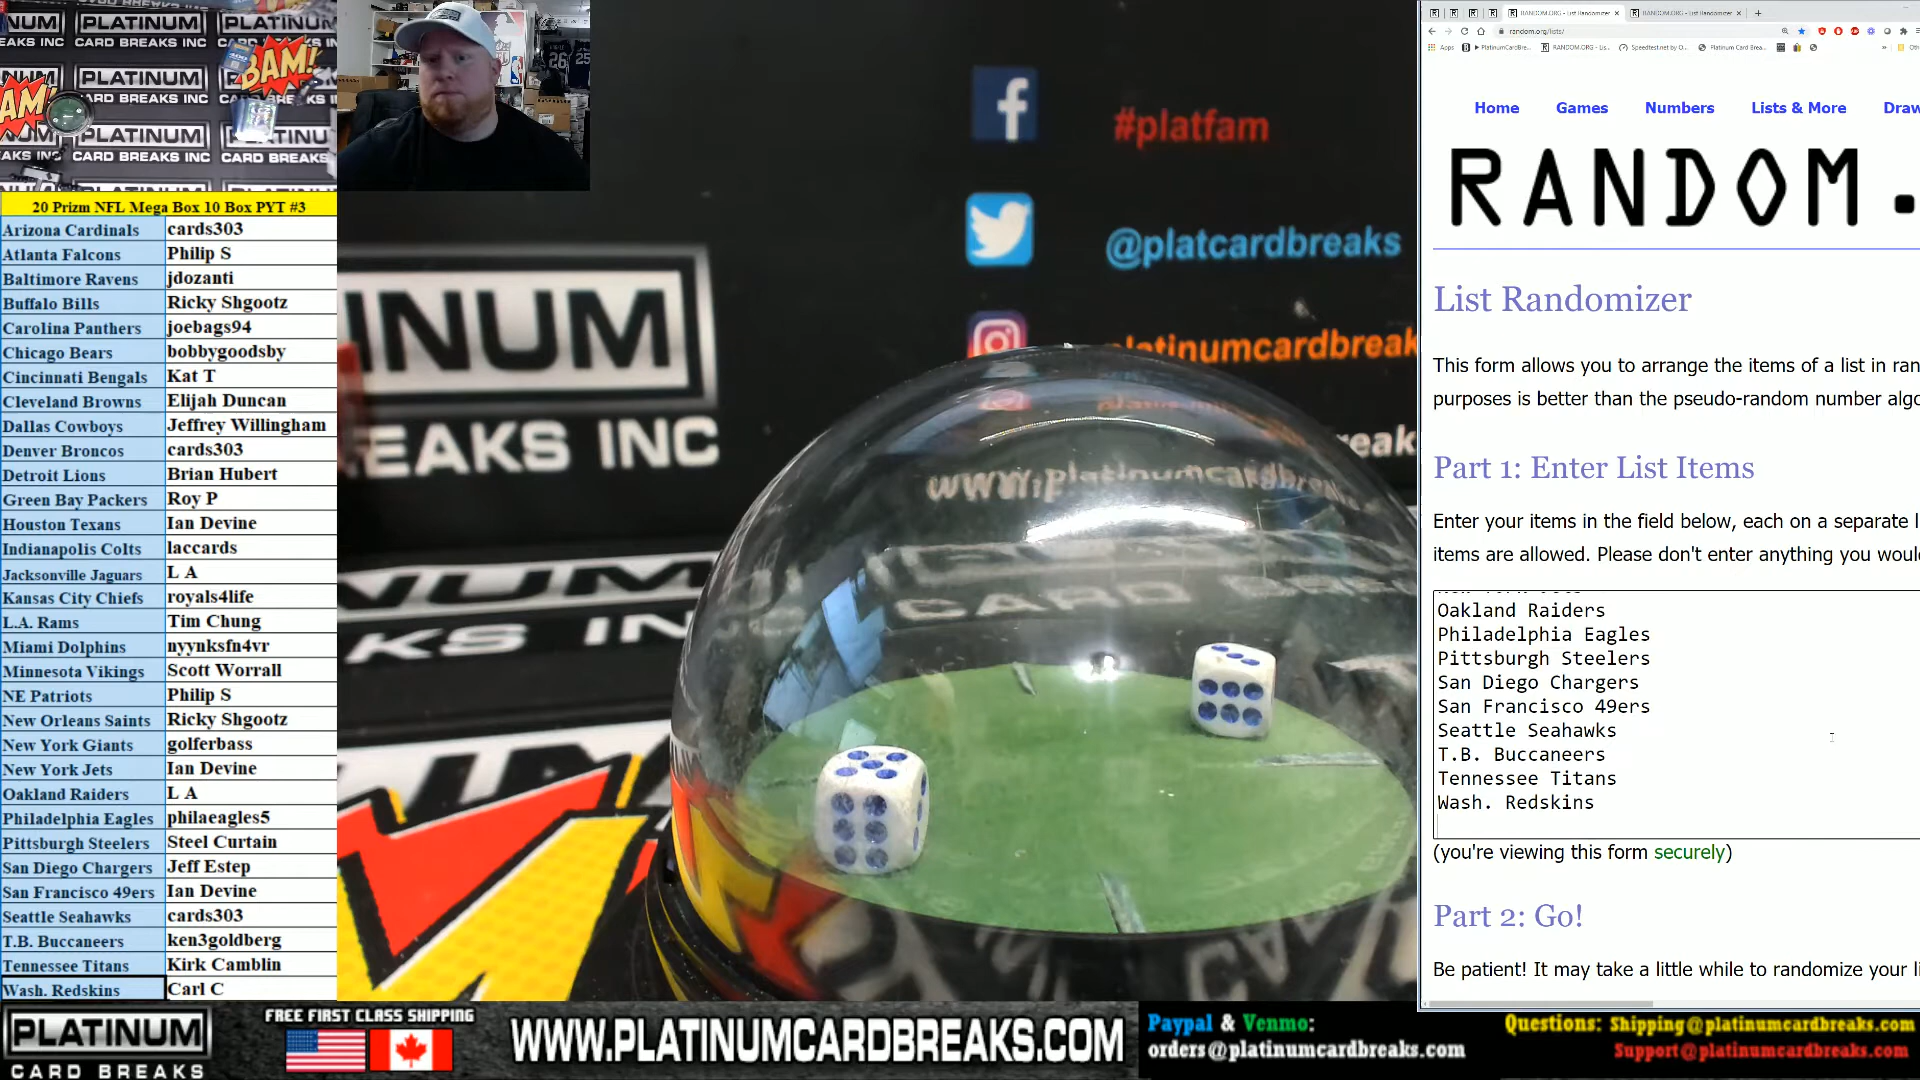 PLATINUM
CARD BREAKS INC
BAM!
20 Prizm NFL Mega Box 10 Box PYT #3
Arizona Cardinals cards303
Atlanta Falcons Philip S
Baltimore Ravens jdozanti
Buffalo Bills Ricky Shgootz
Carolina Panthers joebags94
Chicago Bears bobbygoodsby
Cincinnati Bengals Kat T
Cleveland Browns Elijah Duncan
Dallas Cowboys Jeffrey Willingham
Denver Broncos cards303
Detroit Lions Brian Hubert
Green Bay Packers Roy P
Houston Texans Ian Devine
Indianapolis Colts laccards
Jacksonville Jaguars L A
Kansas City Chiefs royals4life
L.A. Rams Tim Chung
Miami Dolphins nyynksfn4vr
Minnesota Vikings Scott Worrall
NE Patriots Philip S
New Orleans Saints Ricky Shgootz
New York Giants golferbass
New York Jets Ian Devine
Oakland Raiders L A
Philadelphia Eagles philaeagles5
Pittsburgh Steelers Steel Curtain
San Diego Chargers Jeff Estep
San Francisco 49ers Ian Devine
Seattle Seahawks cards303
T.B. Buccaneers ken3goldberg
Tennessee Titans Kirk Camblin
Wash. Redskins Carl C
#platfam
@platcardbreaks
platinumcardbreak
www.platinumcardbreak
INUM
EAKS INC
random.org/lists/
Home Games Numbers Lists & More Draw
RANDOM.
List Randomizer
This form allows you to arrange the items of a list in ran
purposes is better than the pseudo-random number algo
Part 1: Enter List Items
Enter your items in the field below, each on a separate l
items are allowed. Please don't enter anything you woul
Oakland Raiders
Philadelphia Eagles
Pittsburgh Steelers
San Diego Chargers
San Francisco 49ers
Seattle Seahawks
T.B. Buccaneers
Tennessee Titans
Wash. Redskins
(you're viewing this form securely)
Part 2: Go!
Be patient! It may take a little while to randomize your li
PLATINUM
CARD BREAKS
FREE FIRST CLASS SHIPPING
WWW.PLATINUMCARDBREAKS.COM
Paypal & Venmo:
orders@platinumcardbreaks.com
Questions: Shipping@platinumcardbreaks.com
Support@platinumcardbreaks.com